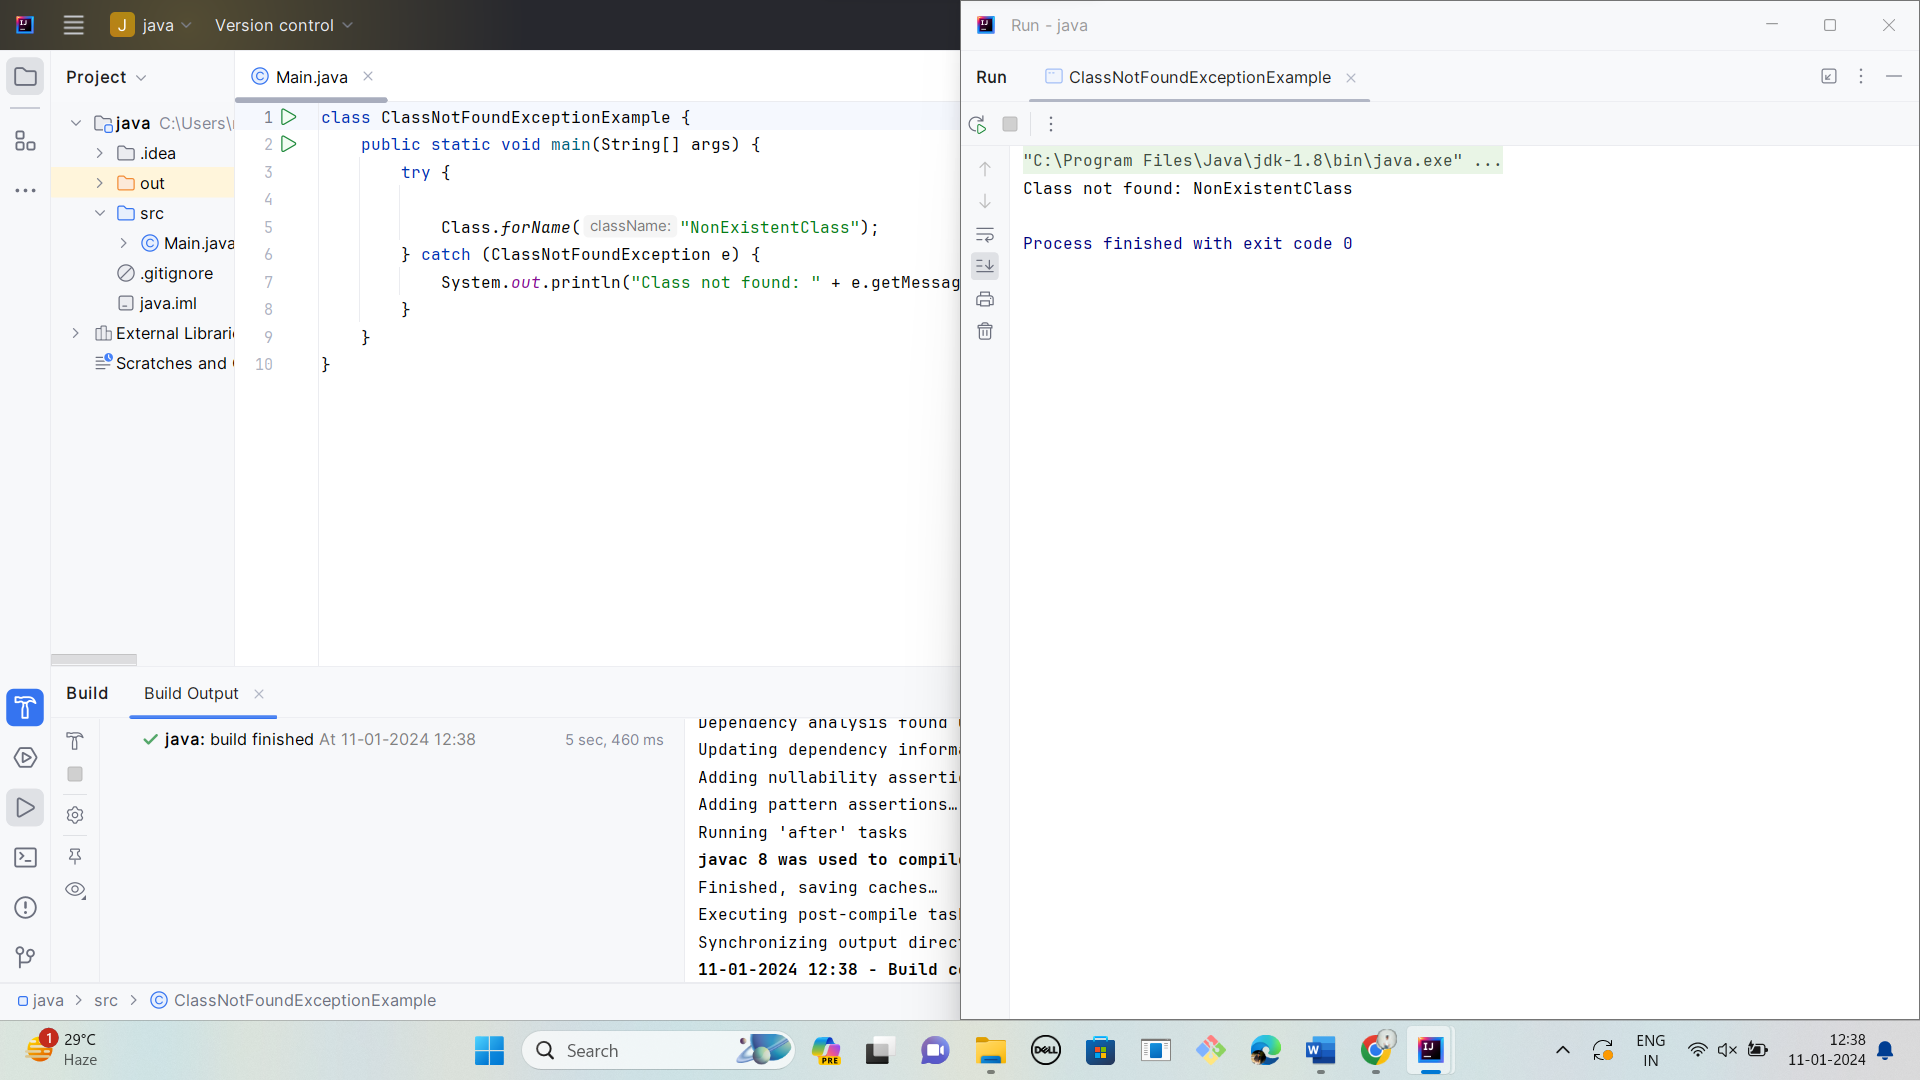 java
Version control
Project
Main.java
java C:\Users\
.idea
out
src
Main.java
.gitignore
java.iml
External
Scratches and
1 class ClassNotFoundExceptionExample {
2 public static void main(String[] args) {
3 try {
4
5 Class.forName( className: "NonExistentClass");
6 } catch (ClassNotFoundException e) {
7 System.out.println("Class not found: " + e.getMessag
8 }
9 }
10 }
Build
Build Output
java: build finished At 11-01-2024 12:38 5 sec, 460 ms
Dependency analysis found
Updating dependency
Adding nullability
Adding pattern assertions…
Running 'after' tasks
javac 8 was used to
Finished, saving caches…
Executing post-compile
Synchronizing output
11-01-2024 12:38 - Build
java > src > ClassNotFoundExceptionExample
Run - java
Run
ClassNotFoundExceptionExample
"C:\Program Files\Java\jdk-1.8\bin\java.exe" ...
Class not found: NonExistentClass
Process finished with exit code 0
1
29°C
Haze
Search
PRE
DELL
ENG
IN
12:38
11-01-2024